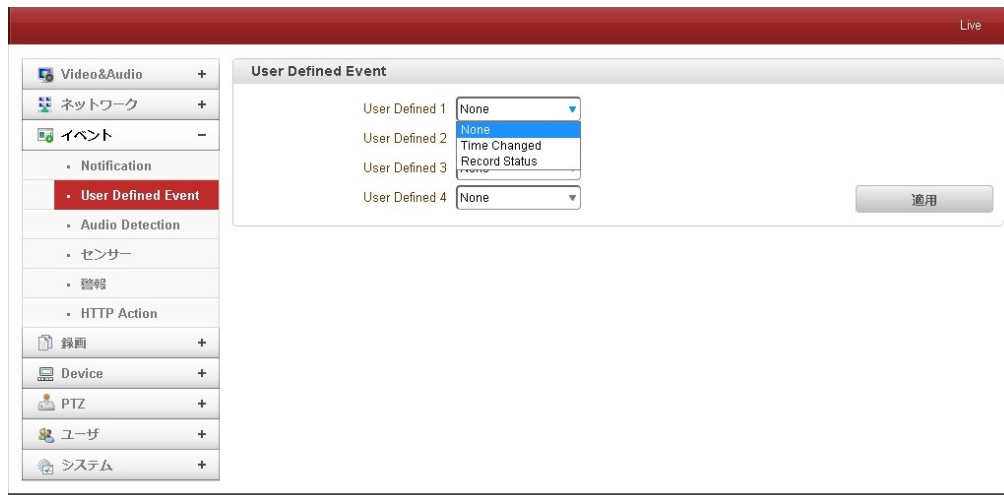 Live
Video&Audio +
ネットワーク +
イベント -
Notification
User Defined Event
Audio Detection
センサー
警報
HTTP Action
録画 +
Device +
PTZ +
ユーザ +
システム +
User Defined Event
User Defined 1 None
None
Time Changed
Record Status
User Defined 2
User Defined 3 None
User Defined 4 None
適用